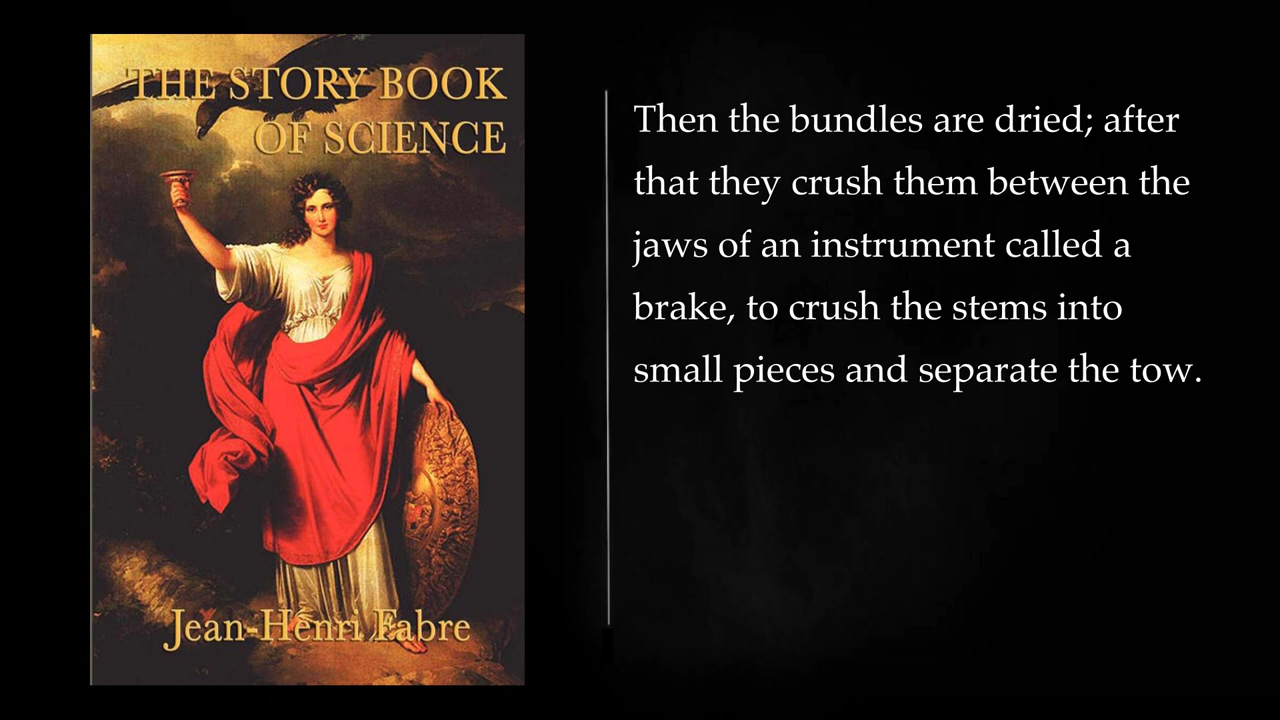 THE STORY BOOK
OF SCIENCE
Jean-Henri Fabre
Then the bundles are dried; after
that they crush them between the
jaws of an instrument called a
brake, to crush the stems into
small pieces and separate the tow.